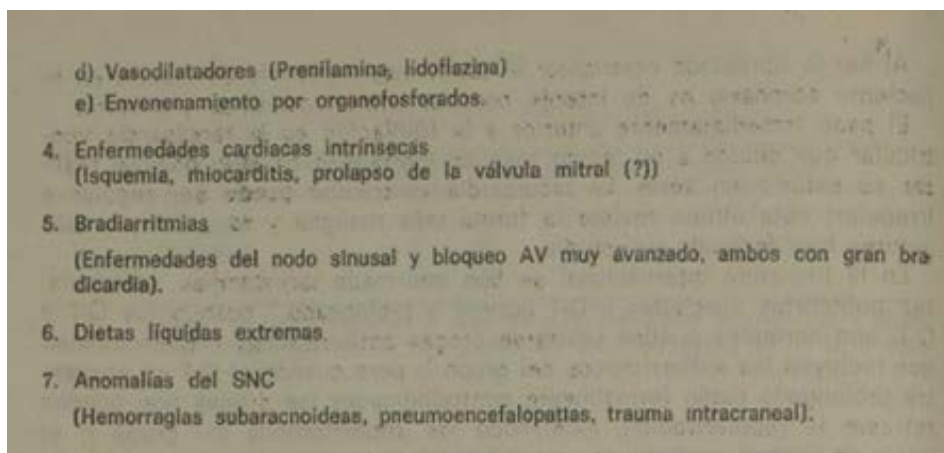 d) Vasodilatadores (Prenilamina, lidoflazina)
e) Envenenamiento por organofosforados.
4. Enfermedades cardíacas intrínsecas
(Isquemia, miocarditis, prolapso de la válvula mitral (?))
5. Bradiarritmias
(Enfermedades del nodo sinusal y bloqueo AV muy avanzado, ambos con gran bra
dicardia).
6. Dietas líquidas extremas.
7. Anomalías del SNC
(Hemorragias subaracnoideas, pneumoencefalopatías, trauma intracraneal).